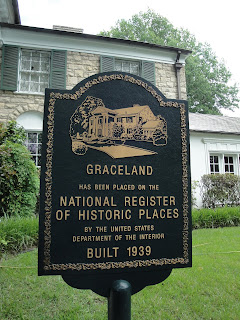 GRACELAND
HAS BEEN PLACED ON THE
NATIONAL REGISTER
OF HISTORIC PLACES
BY THE UNITED STATES
DEPARTMENT OF THE INTERIOR
BUILT 1939